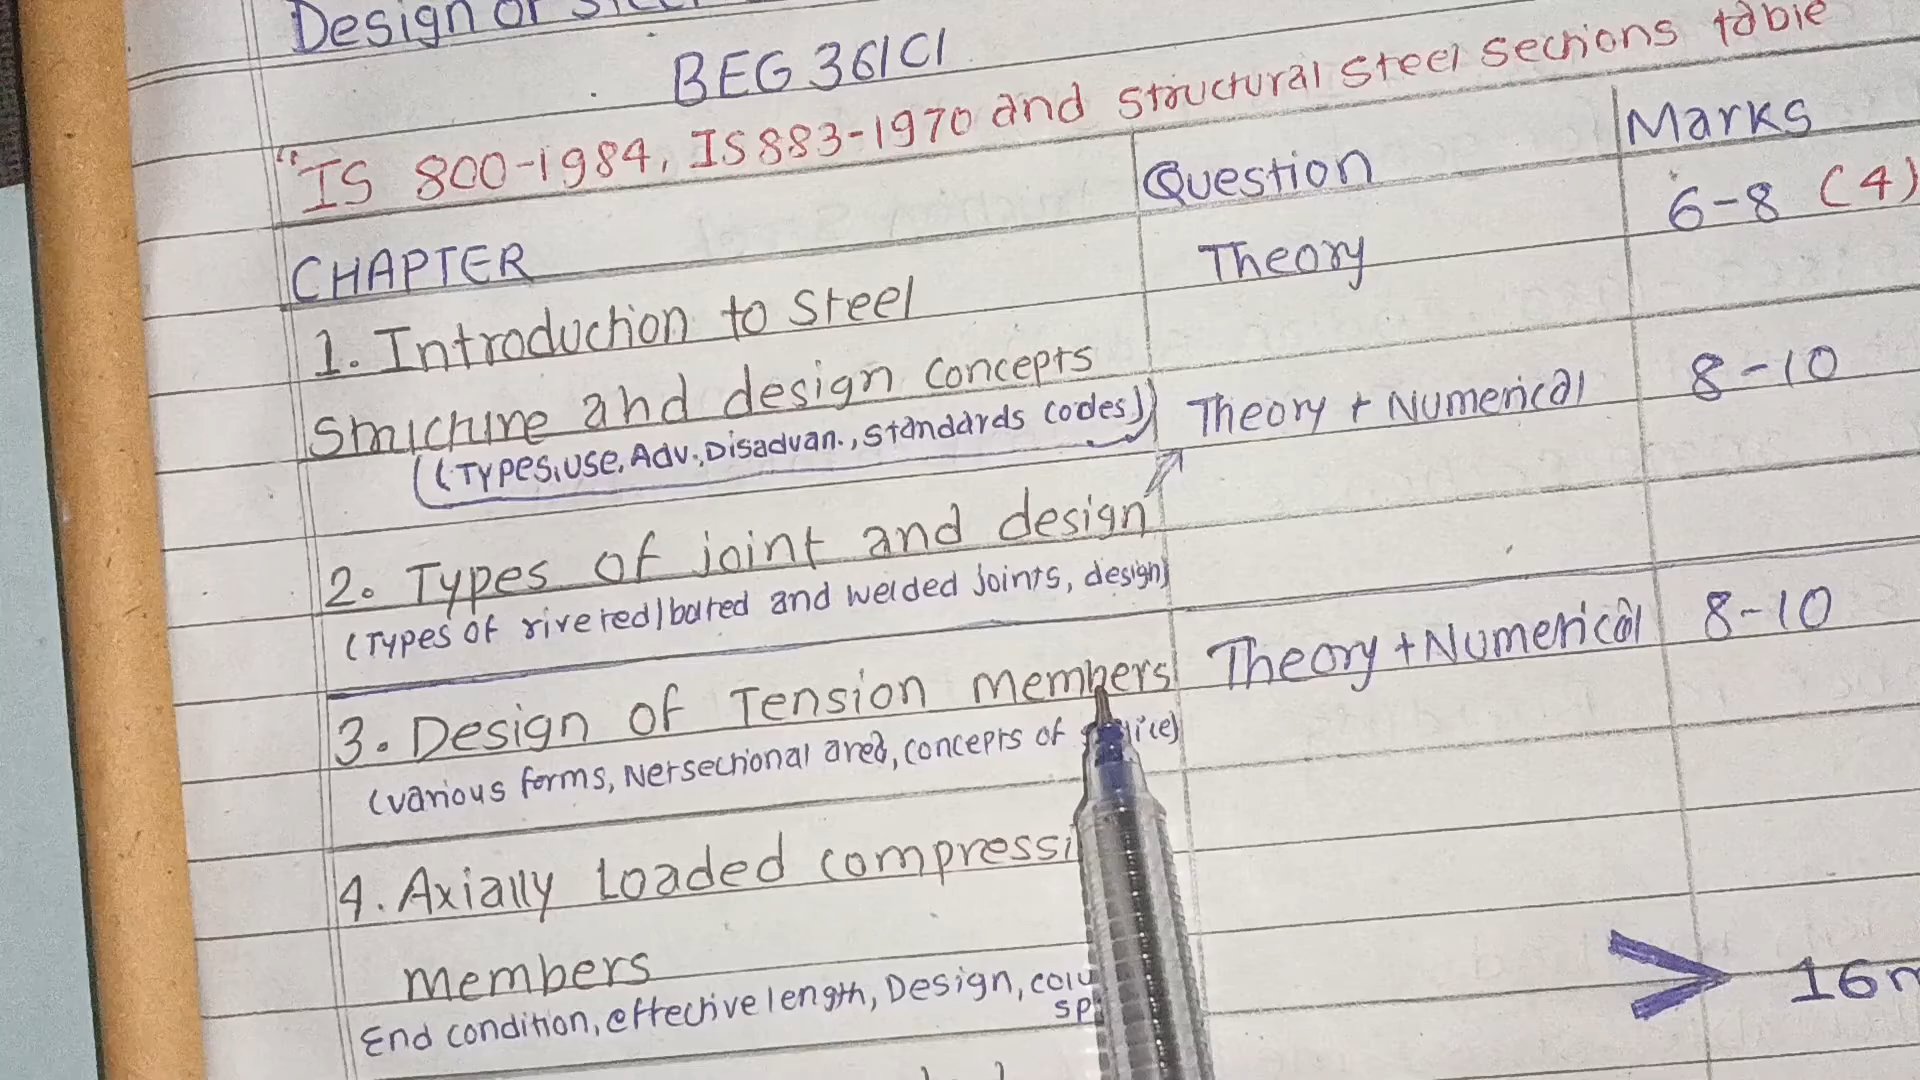 Design of Steel
BEG 361CI
"IS 800-1984, IS 883-1970 and structural steel sections table
CHAPTER Question Marks
1. Introduction to steel Theory 6-8 (4)
structure and design concepts
((Types, use, Adv., Disadvan., standards codes)) Theory + Numerical 8-10
2. Types of joint and design
(Types of riveted/bolted and welded joints, design)
3. Design of Tension members Theory + Numerical 8-10
(various forms, Net sectional area, concepts of
4. Axially Loaded compressi
members > 16m
End condition, effective length, Design, colu
sp